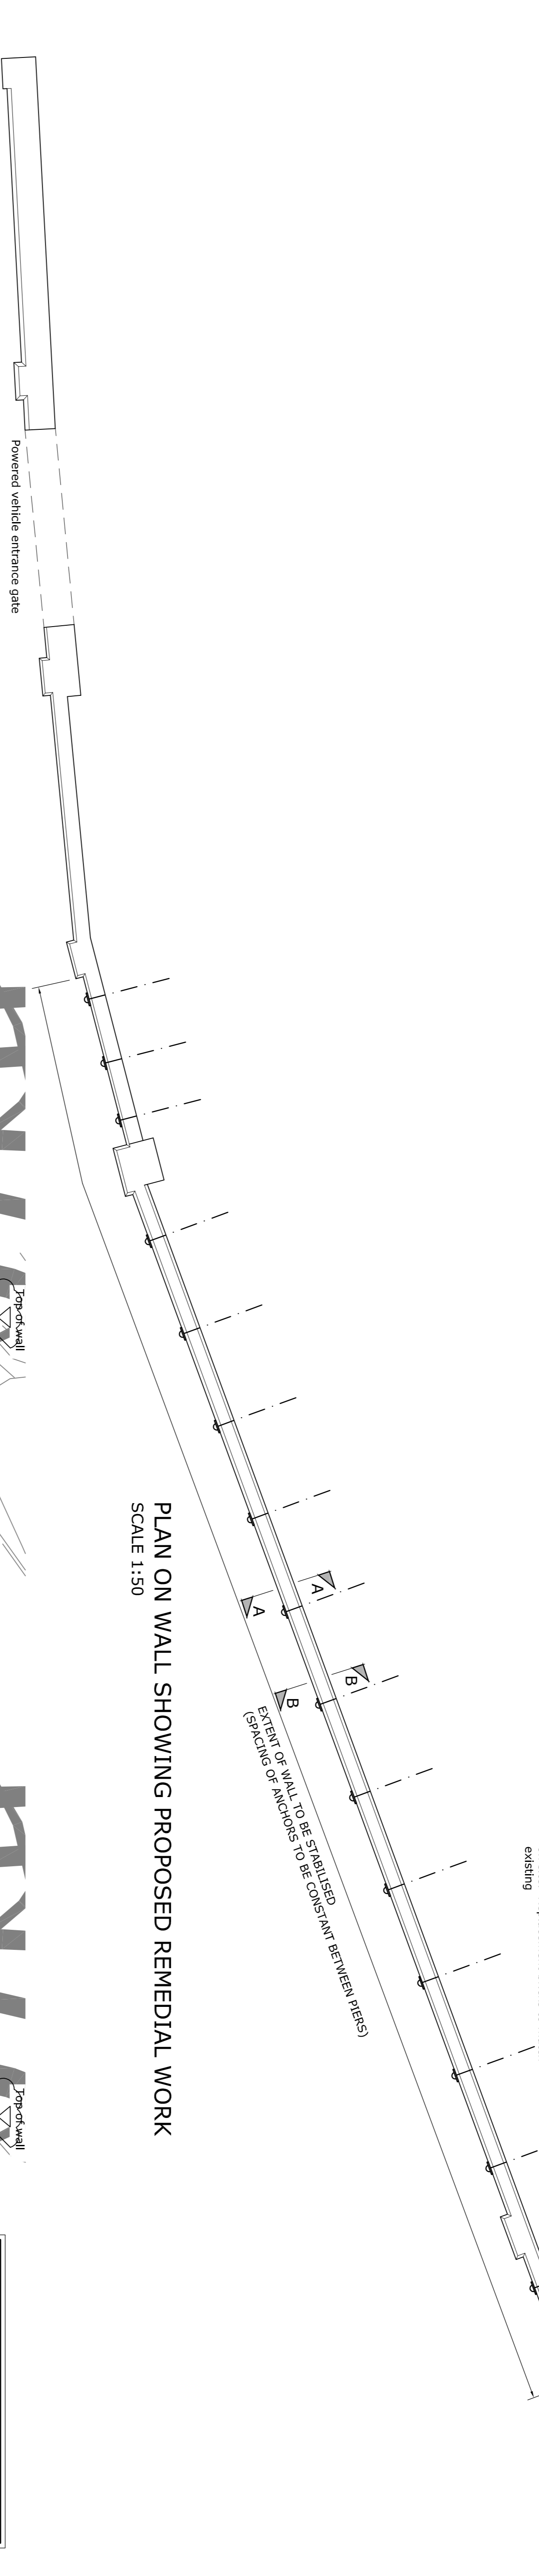 Powered vehicle entrance gate
Top of wall
A
A
B
B
PLAN ON WALL SHOWING PROPOSED REMEDIAL WORK
SCALE 1:50
EXTENT OF WALL TO BE STABILISED
(SPACING OF ANCHORS TO BE CONSTANT BETWEEN PIERS)
existing
Top of wall